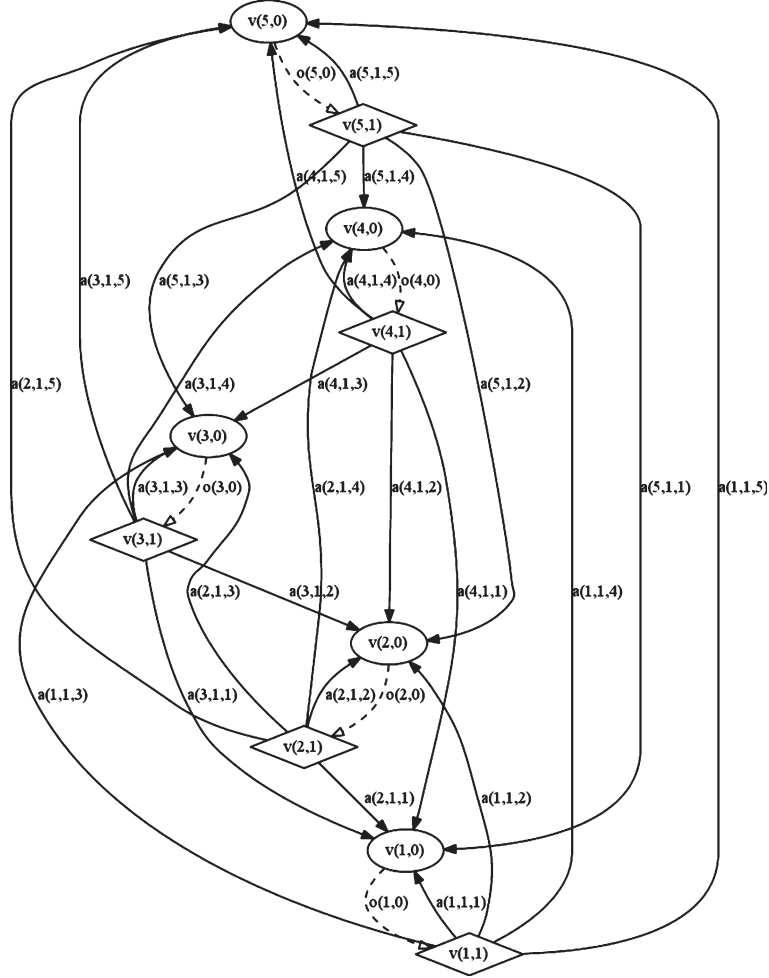 v(5,0)
o(5,0) a(5,1,5)
v(5,1)
a(4,1,5) a(5,1,4)
v(4,0)
a(3,1,5) a(5,1,3) a(4,1,4) o(4,0)
v(4,1)
a(2,1,5) a(3,1,4) a(4,1,3) a(5,1,2)
v(3,0)
a(3,1,3) o(3,0) a(2,1,4) a(4,1,2) a(5,1,1) a(1,1,5)
v(3,1)
a(2,1,3) a(3,1,2) a(4,1,1) a(1,1,4)
v(2,0)
a(1,1,3) a(3,1,1) a(2,1,2) o(2,0)
v(2,1)
a(2,1,1) a(1,1,2)
v(1,0)
o(1,0) a(1,1,1)
v(1,1)